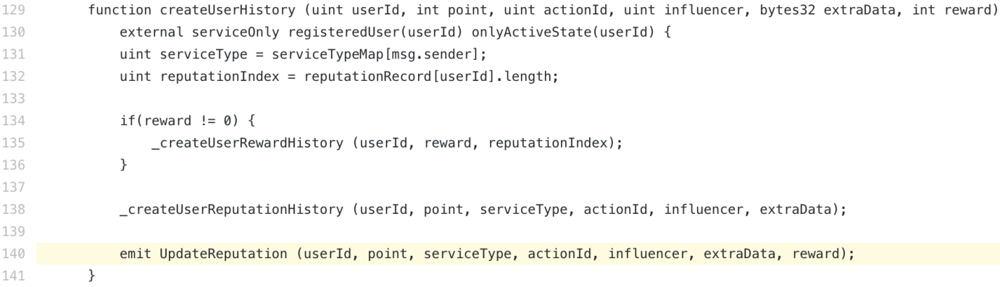 129 function createUserHistory (uint userId, int point, uint actionId, uint influencer, bytes32 extraData, int reward)
130 external serviceOnly registeredUser(userId) onlyActiveState(userId) {
131 uint serviceType = serviceTypeMap[msg.sender];
132 uint reputationIndex = reputationRecord[userId].length;
133
134 if(reward != 0) {
135 _createUserRewardHistory (userId, reward, reputationIndex);
136 }
137
138 _createUserReputationHistory (userId, point, serviceType, actionId, influencer, extraData);
139
140 emit UpdateReputation (userId, point, serviceType, actionId, influencer, extraData, reward);
141 }